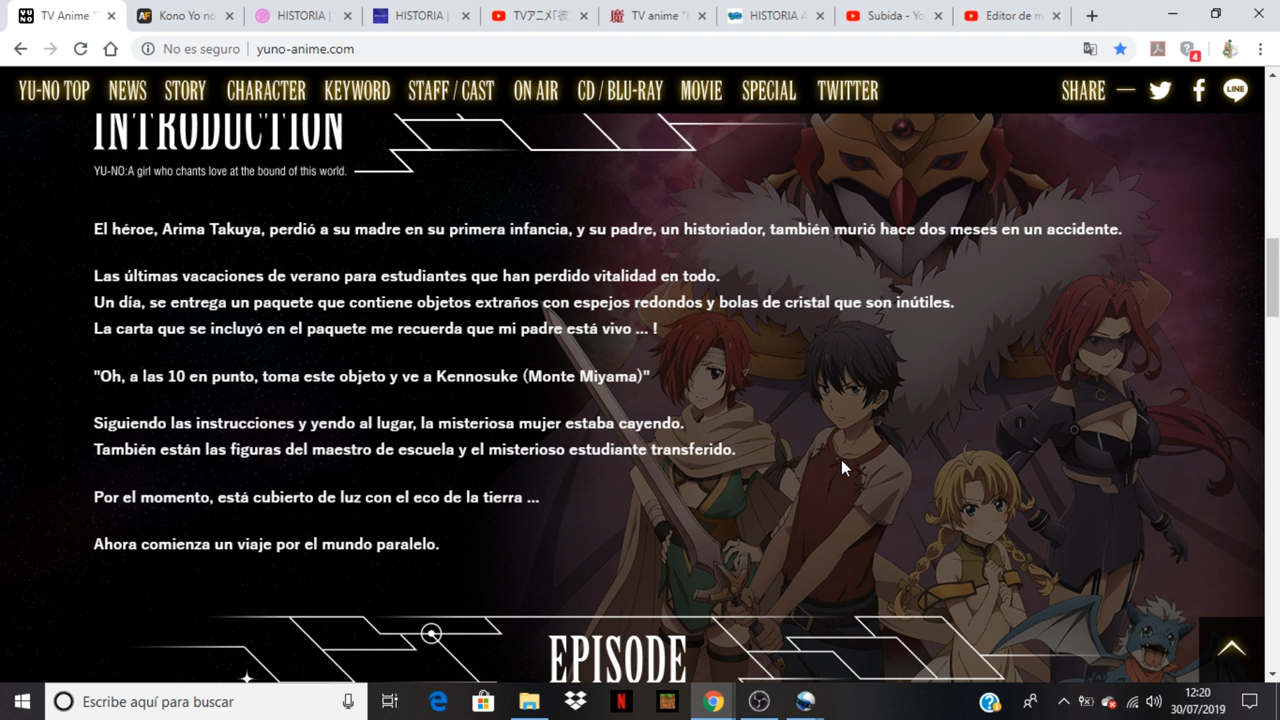 TV Anime "
Kono Yo no
HISTORIA |
HISTORIA |
TVアニメ「彼
TV anime "
HISTORIA A
Subida - Yo
Editor de m
No es seguro | yuno-anime.com
4
YU-NO TOP NEWS STORY CHARACTER KEYWORD STAFF / CAST ON AIR CD / BLU-RAY MOVIE SPECIAL TWITTER SHARE LINE
INTRODUCTION
YU-NO:A girl who chants love at the bound of this world.
El héroe, Arima Takuya, perdió a su madre en su primera infancia, y su padre, un historiador, también murió hace dos meses en un accidente.
Las últimas vacaciones de verano para estudiantes que han perdido vitalidad en todo.
Un día, se entrega un paquete que contiene objetos extraños con espejos redondos y bolas de cristal que son inútiles.
La carta que se incluyó en el paquete me recuerda que mi padre está vivo ... !
"Oh, a las 10 en punto, toma este objeto y ve a Kennosuke (Monte Miyama)"
Siguiendo las instrucciones y yendo al lugar, la misteriosa mujer estaba cayendo.
También están las figuras del maestro de escuela y el misterioso estudiante transferido.
Por el momento, está cubierto de luz con el eco de la tierra ...
Ahora comienza un viaje por el mundo paralelo.
EPISODE
Escribe aquí para buscar
12:20
30/07/2019